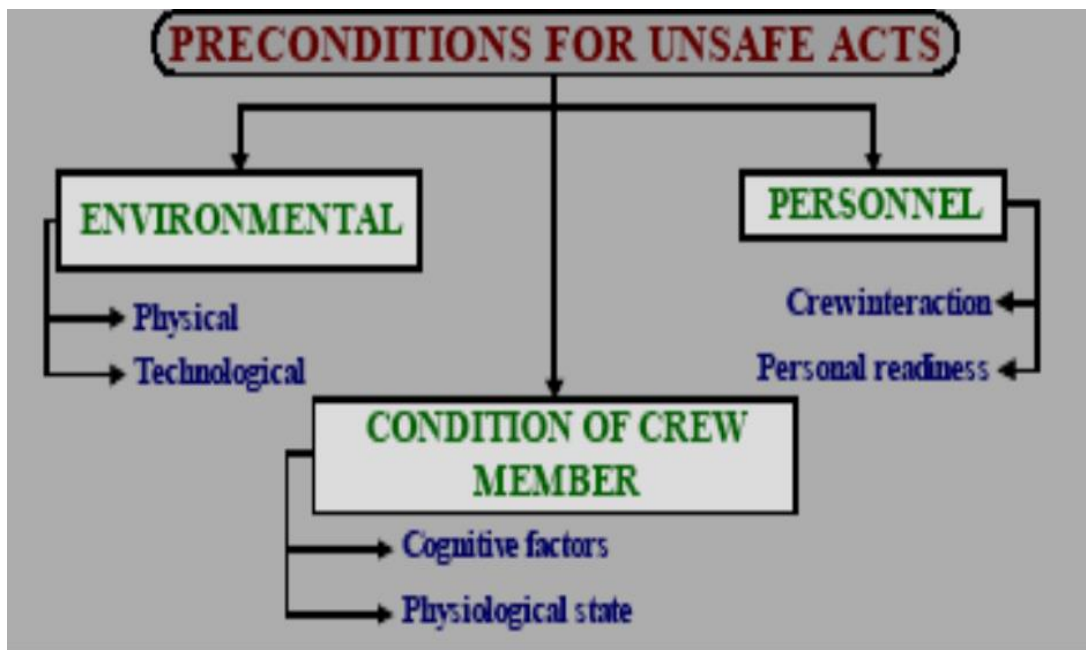 PRECONDITIONS FOR UNSAFE ACTS
ENVIRONMENTAL
Physical
Technological
PERSONNEL
Crewinteraction
Personal readiness
CONDITION OF CREW
MEMBER
Cognitive factors
Physiological state